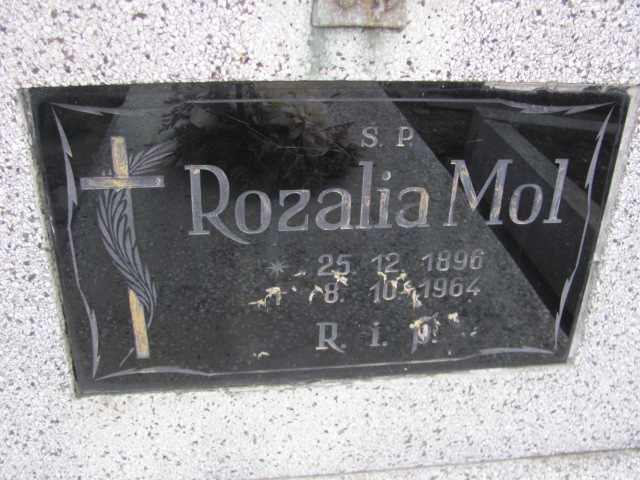 S. P.
Rozalia Mol
* 25. 12. 1896
† 8. 10. 1964
R. i. p.